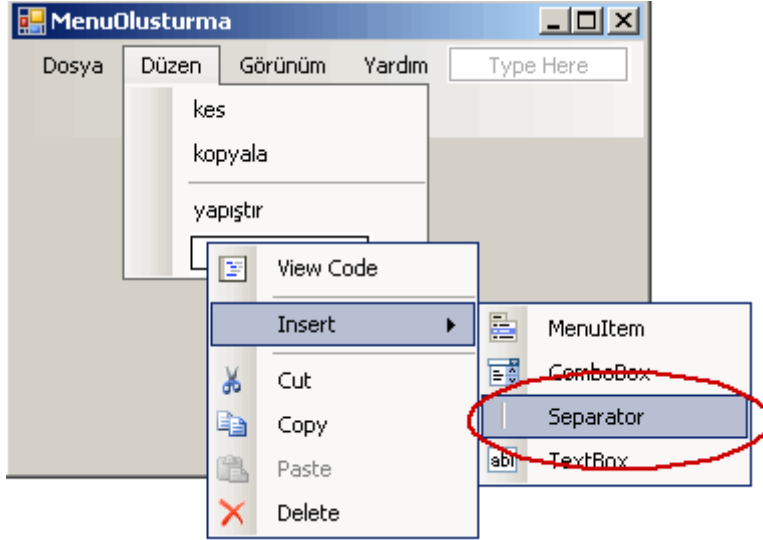 MenuOlusturma
Dosya Düzen Görünüm Yardım Type Here
kes
kopyala
yapıştır
View Code
Insert
Cut
Copy
Paste
Delete
MenuItem
ComboBox
Separator
abl TextBox